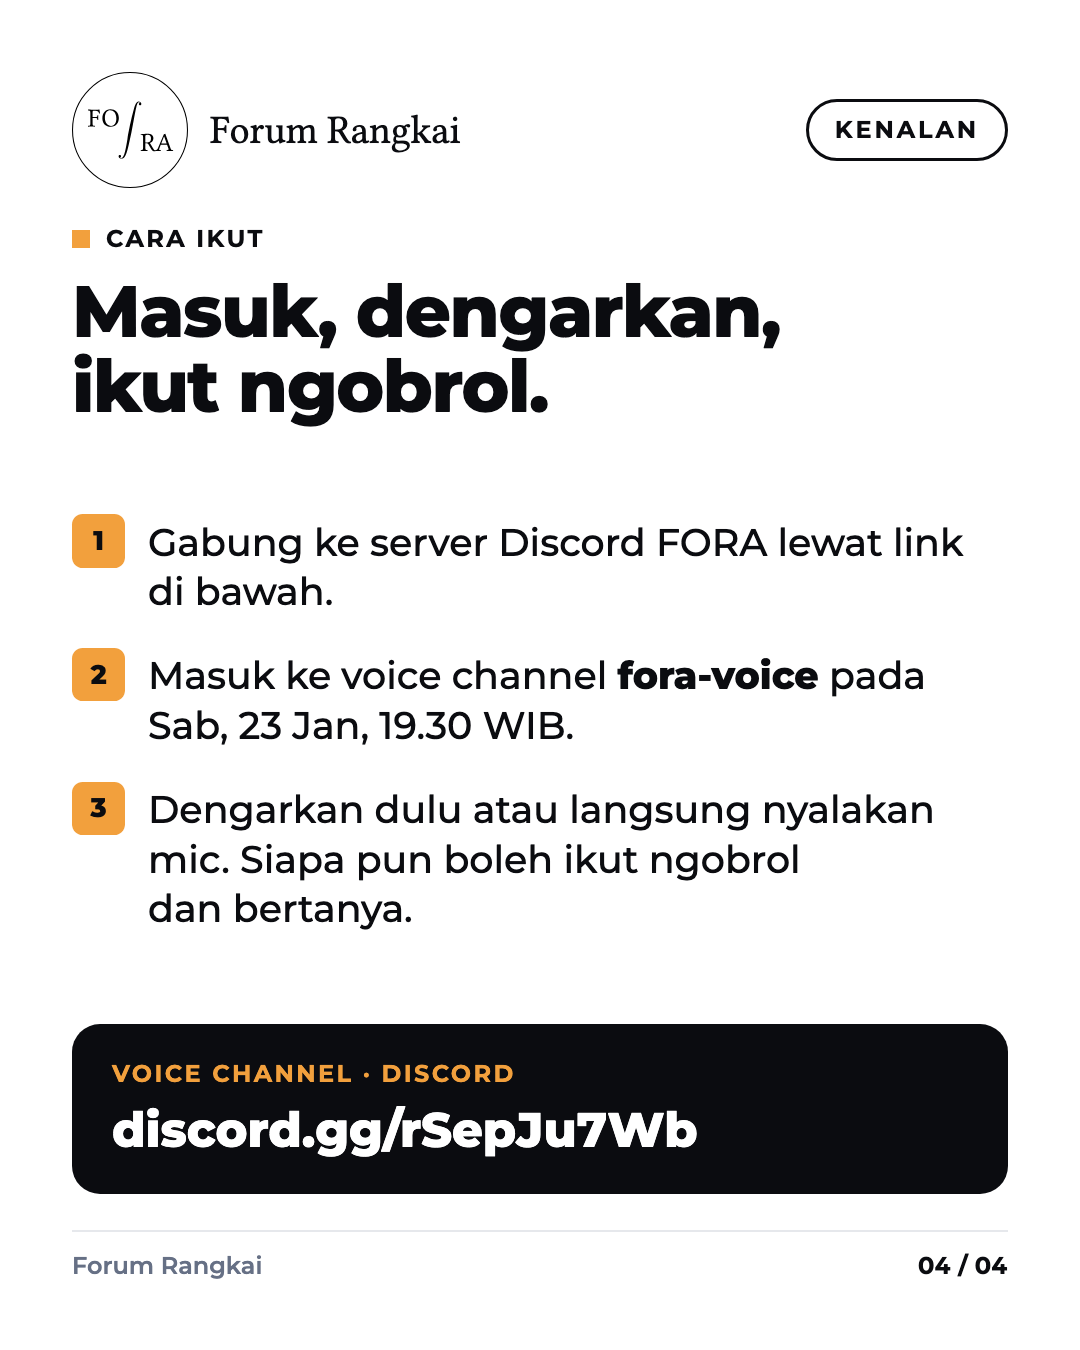 FO
RA
Forum Rangkai
KENALAN
CARA IKUT
Masuk, dengarkan,
ikut ngobrol.
1
Gabung ke server Discord FORA lewat link
di bawah.
2
Masuk ke voice channel fora-voice pada
Sab, 23 Jan, 19.30 WIB.
3
Dengarkan dulu atau langsung nyalakan
mic. Siapa pun boleh ikut ngobrol
dan bertanya.
VOICE CHANNEL · DISCORD
discord.gg/rSepJu7Wb
Forum Rangkai
04 / 04